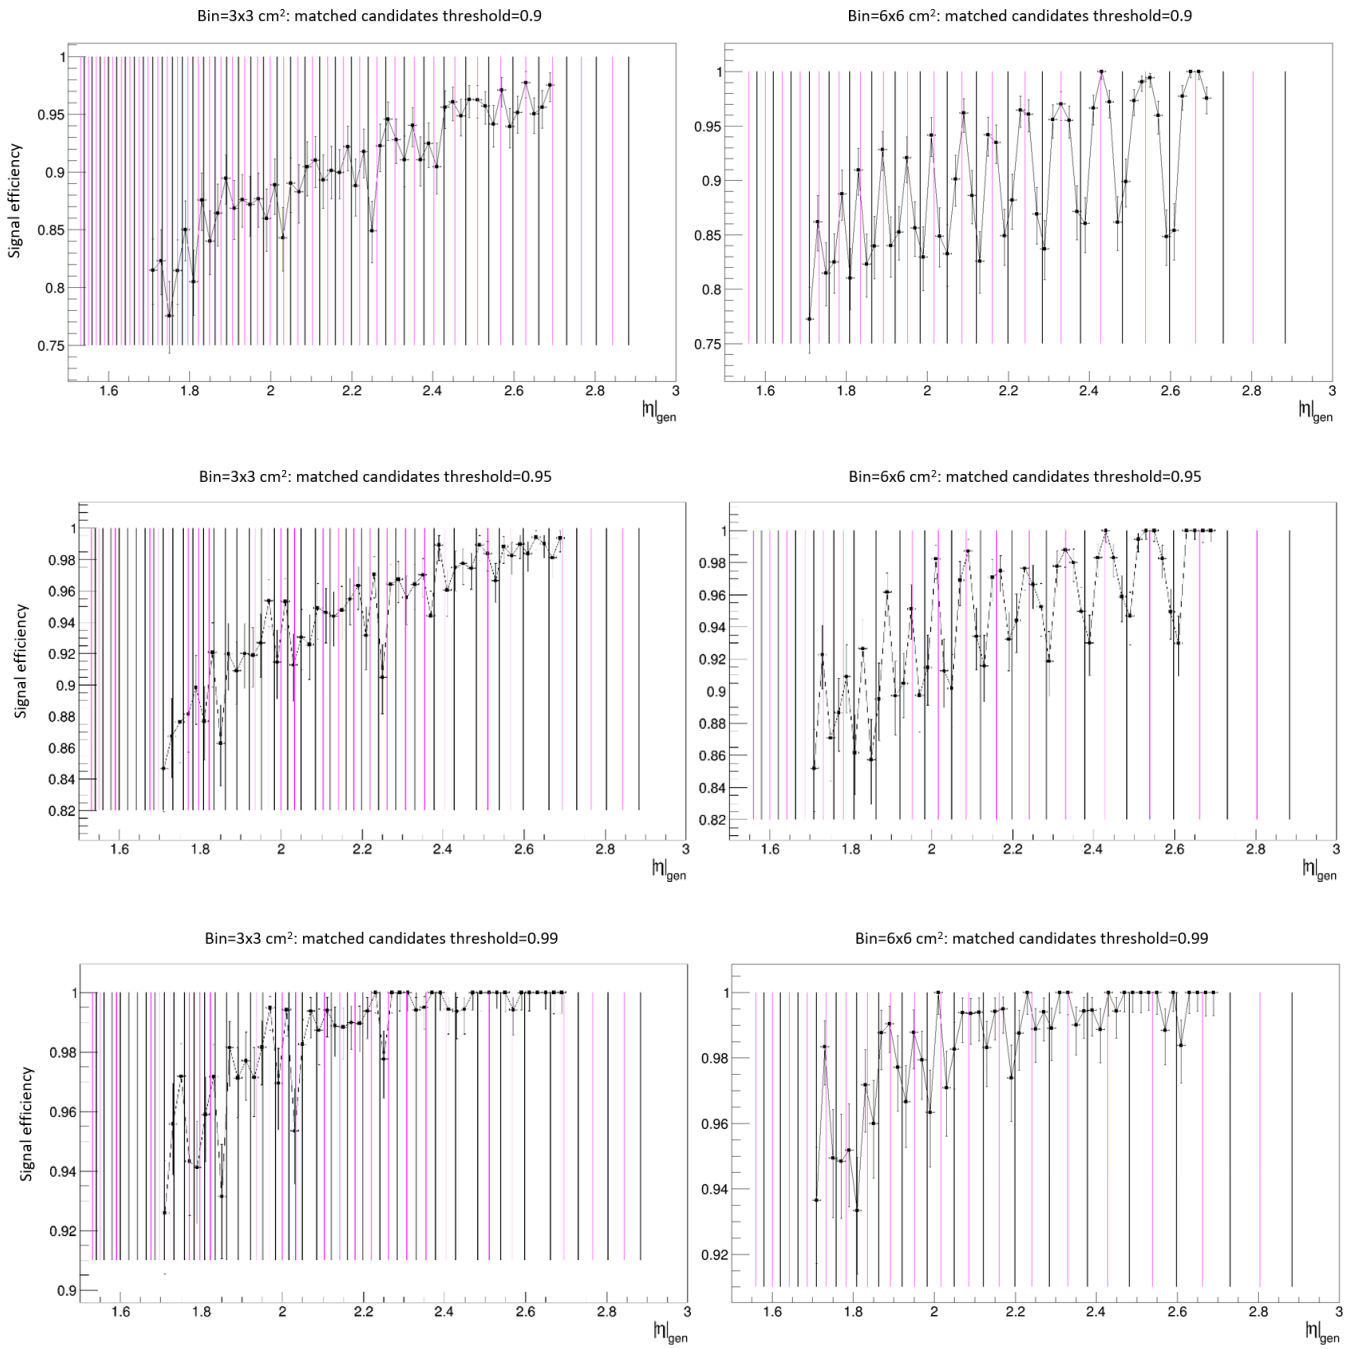 Bin=3x3 cm²: matched candidates threshold=0.9
Signal efficiency
1
0.95
0.9
0.85
0.8
0.75
1.6 1.8 2 2.2 2.4 2.6 2.8 3
|η|gen
Bin=6x6 cm²: matched candidates threshold=0.9
1
0.95
0.9
0.85
0.8
0.75
1.6 1.8 2 2.2 2.4 2.6 2.8 3
|η|gen
Bin=3x3 cm²: matched candidates threshold=0.95
Signal efficiency
1
0.98
0.96
0.94
0.92
0.9
0.88
0.86
0.84
0.82
1.6 1.8 2 2.2 2.4 2.6 2.8 3
|η|gen
Bin=6x6 cm²: matched candidates threshold=0.95
1
0.98
0.96
0.94
0.92
0.9
0.88
0.86
0.84
0.82
1.6 1.8 2 2.2 2.4 2.6 2.8 3
|η|gen
Bin=3x3 cm²: matched candidates threshold=0.99
Signal efficiency
1
0.98
0.96
0.94
0.92
0.9
1.6 1.8 2 2.2 2.4 2.6 2.8 3
|η|gen
Bin=6x6 cm²: matched candidates threshold=0.99
1
0.98
0.96
0.94
0.92
1.6 1.8 2 2.2 2.4 2.6 2.8 3
|η|gen